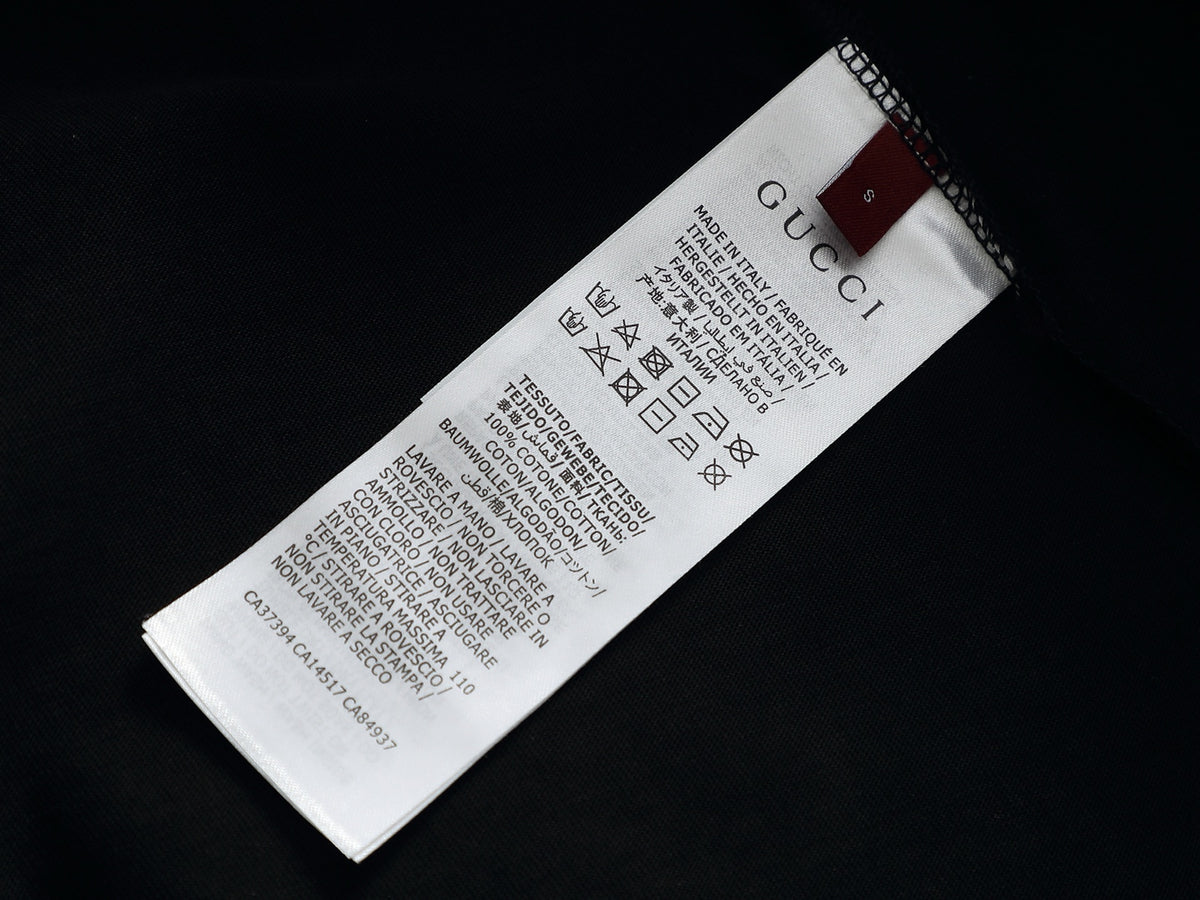 S
GUCCI
MADE IN ITALY / FABRIQUÉ EN
ITALIE / HECHO EN ITALIA /
HERGESTELLT IN ITALIEN /
FABRICADO EM ITÁLIA /
イタリア製 / صنع في إيطاليا /
产地:意大利 / СДЕЛАНО В
ИТАЛИИ
TESSUTO/FABRIC/TISSU/
TEJIDO/GEWEBE/TECIDO/
表地/قماش/面料/ТКАНЬ:
100% COTONE/COTTON/
COTON/ALGODON/
BAUMWOLLE/ALGODÃO/コットン/
قطن/棉/ХЛОПОК
LAVARE A MANO / LAVARE A
ROVESCIO / NON TORCERE O
STRIZZARE / NON LASCIARE IN
AMMOLLO / NON TRATTARE
CON CLORO / NON USARE
ASCIUGATRICE / ASCIUGARE
IN PIANO / STIRARE A
TEMPERATURA MASSIMA 110
°C / STIRARE A ROVESCIO /
NON STIRARE LA STAMPA /
NON LAVARE A SECCO
CA37394 CA14517 CA84937